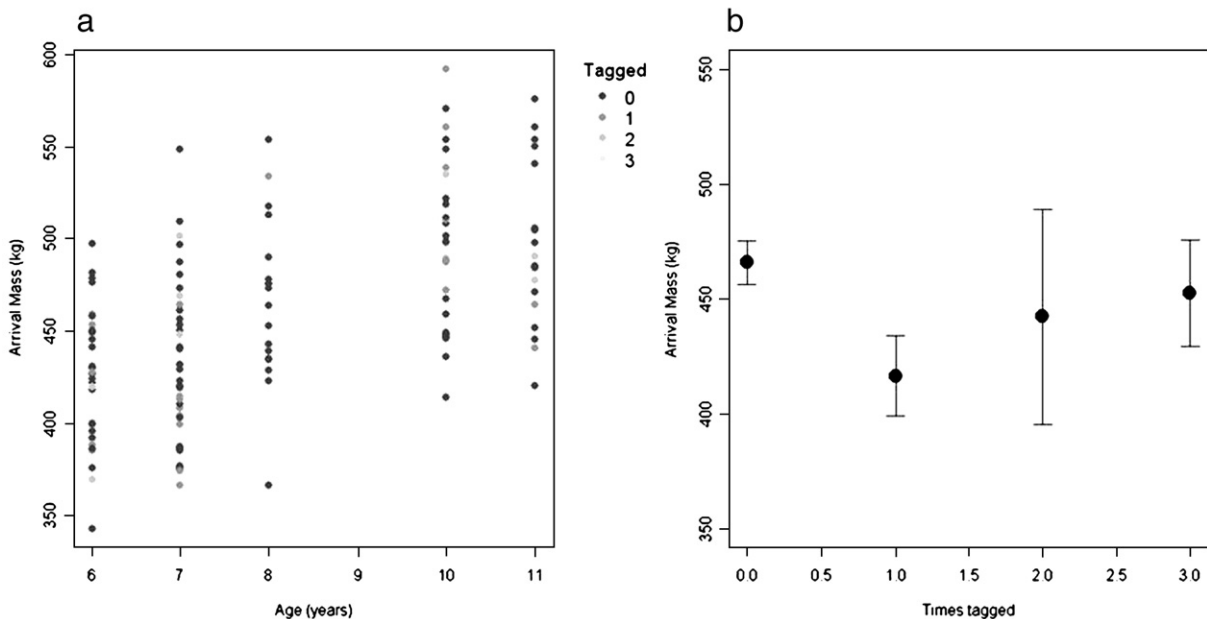 a
600
550
500
450
400
350
Arrival Mass (kg)
6 7 8 9 10 11
Age (years)
Tagged
0
1
2
3
b
550
500
450
400
350
Arrival Mass (kg)
0.0 0.5 1.0 1.5 2.0 2.5 3.0
Times tagged